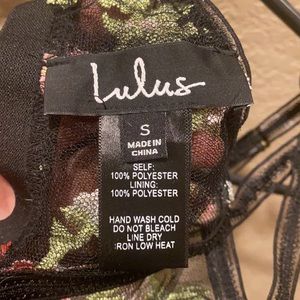 Lulus
S
MADE IN
CHINA
SELF:
100% POLYESTER
LINING:
100% POLYESTER
HAND WASH COLD
DO NOT BLEACH
LINE DRY
IRON LOW HEAT